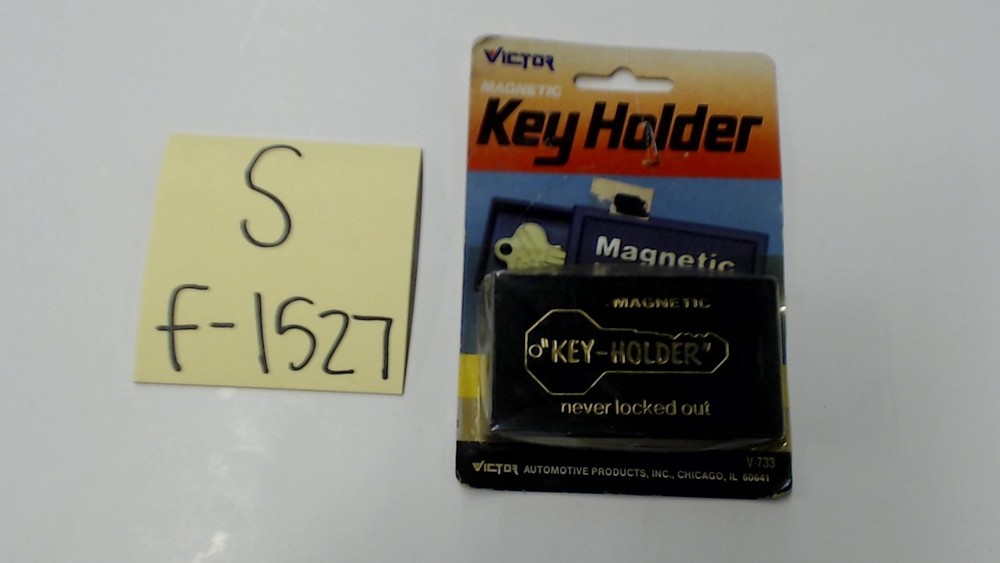 S
F-1527
VICTOR
MAGNETIC
Key Holder
Magnetic
MAGNETIC
"KEY-HOLDER"
never locked out
V-733
VICTOR AUTOMOTIVE PRODUCTS, INC., CHICAGO, IL 60641